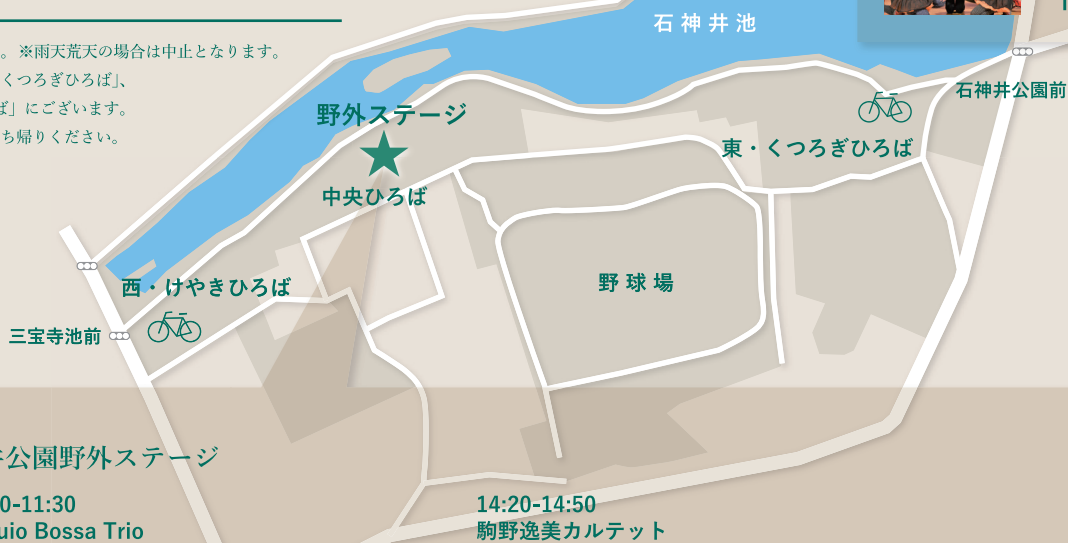 石神井池
。※雨天荒天の場合は中止となります。
くつろぎひろば」、
ば」にございます。
ち帰りください。
野外ステージ
中央ひろば
石神井公園前
東・くつろぎひろば
西・けやきひろば
野球場
三宝寺池前
公園野外ステージ
0-11:30
uio Bossa Trio
14:20-14:50
駒野逸美カルテット